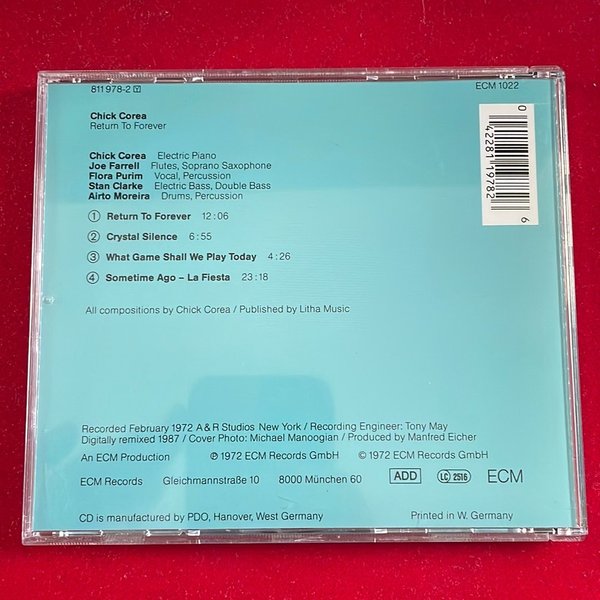 811 978-2 Y
ECM 1022
0 42281 19782 6
Chick Corea
Return To Forever
Chick Corea Electric Piano
Joe Farrell Flutes, Soprano Saxophone
Flora Purim Vocal, Percussion
Stan Clarke Electric Bass, Double Bass
Airto Moreira Drums, Percussion
1 Return To Forever 12:06
2 Crystal Silence 6:55
3 What Game Shall We Play Today 4:26
4 Sometime Ago – La Fiesta 23:18
All compositions by Chick Corea / Published by Litha Music
Recorded February 1972 A & R Studios New York / Recording Engineer: Tony May
Digitally remixed 1987 / Cover Photo: Michael Manoogian / Produced by Manfred Eicher
An ECM Production ℗ 1972 ECM Records GmbH © 1972 ECM Records GmbH
ECM Records Gleichmannstraße 10 8000 München 60 ADD LC 2516 ECM
CD is manufactured by PDO, Hanover, West Germany Printed in W. Germany